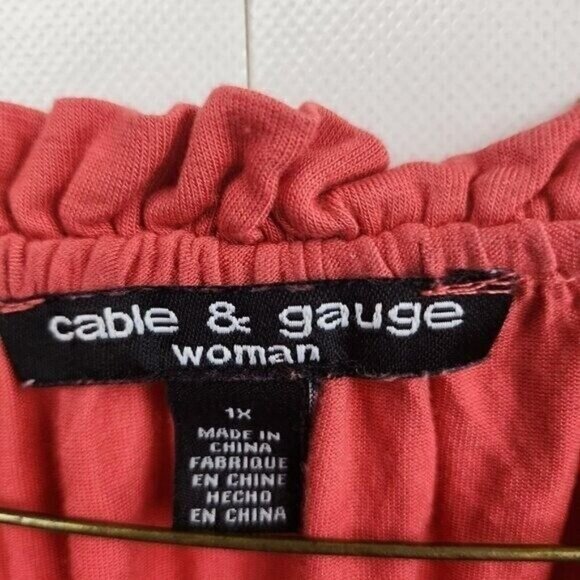 cable & gauge
woman
1X
MADE IN
CHINA
FABRIQUE
EN CHINE
HECHO
EN CHINA